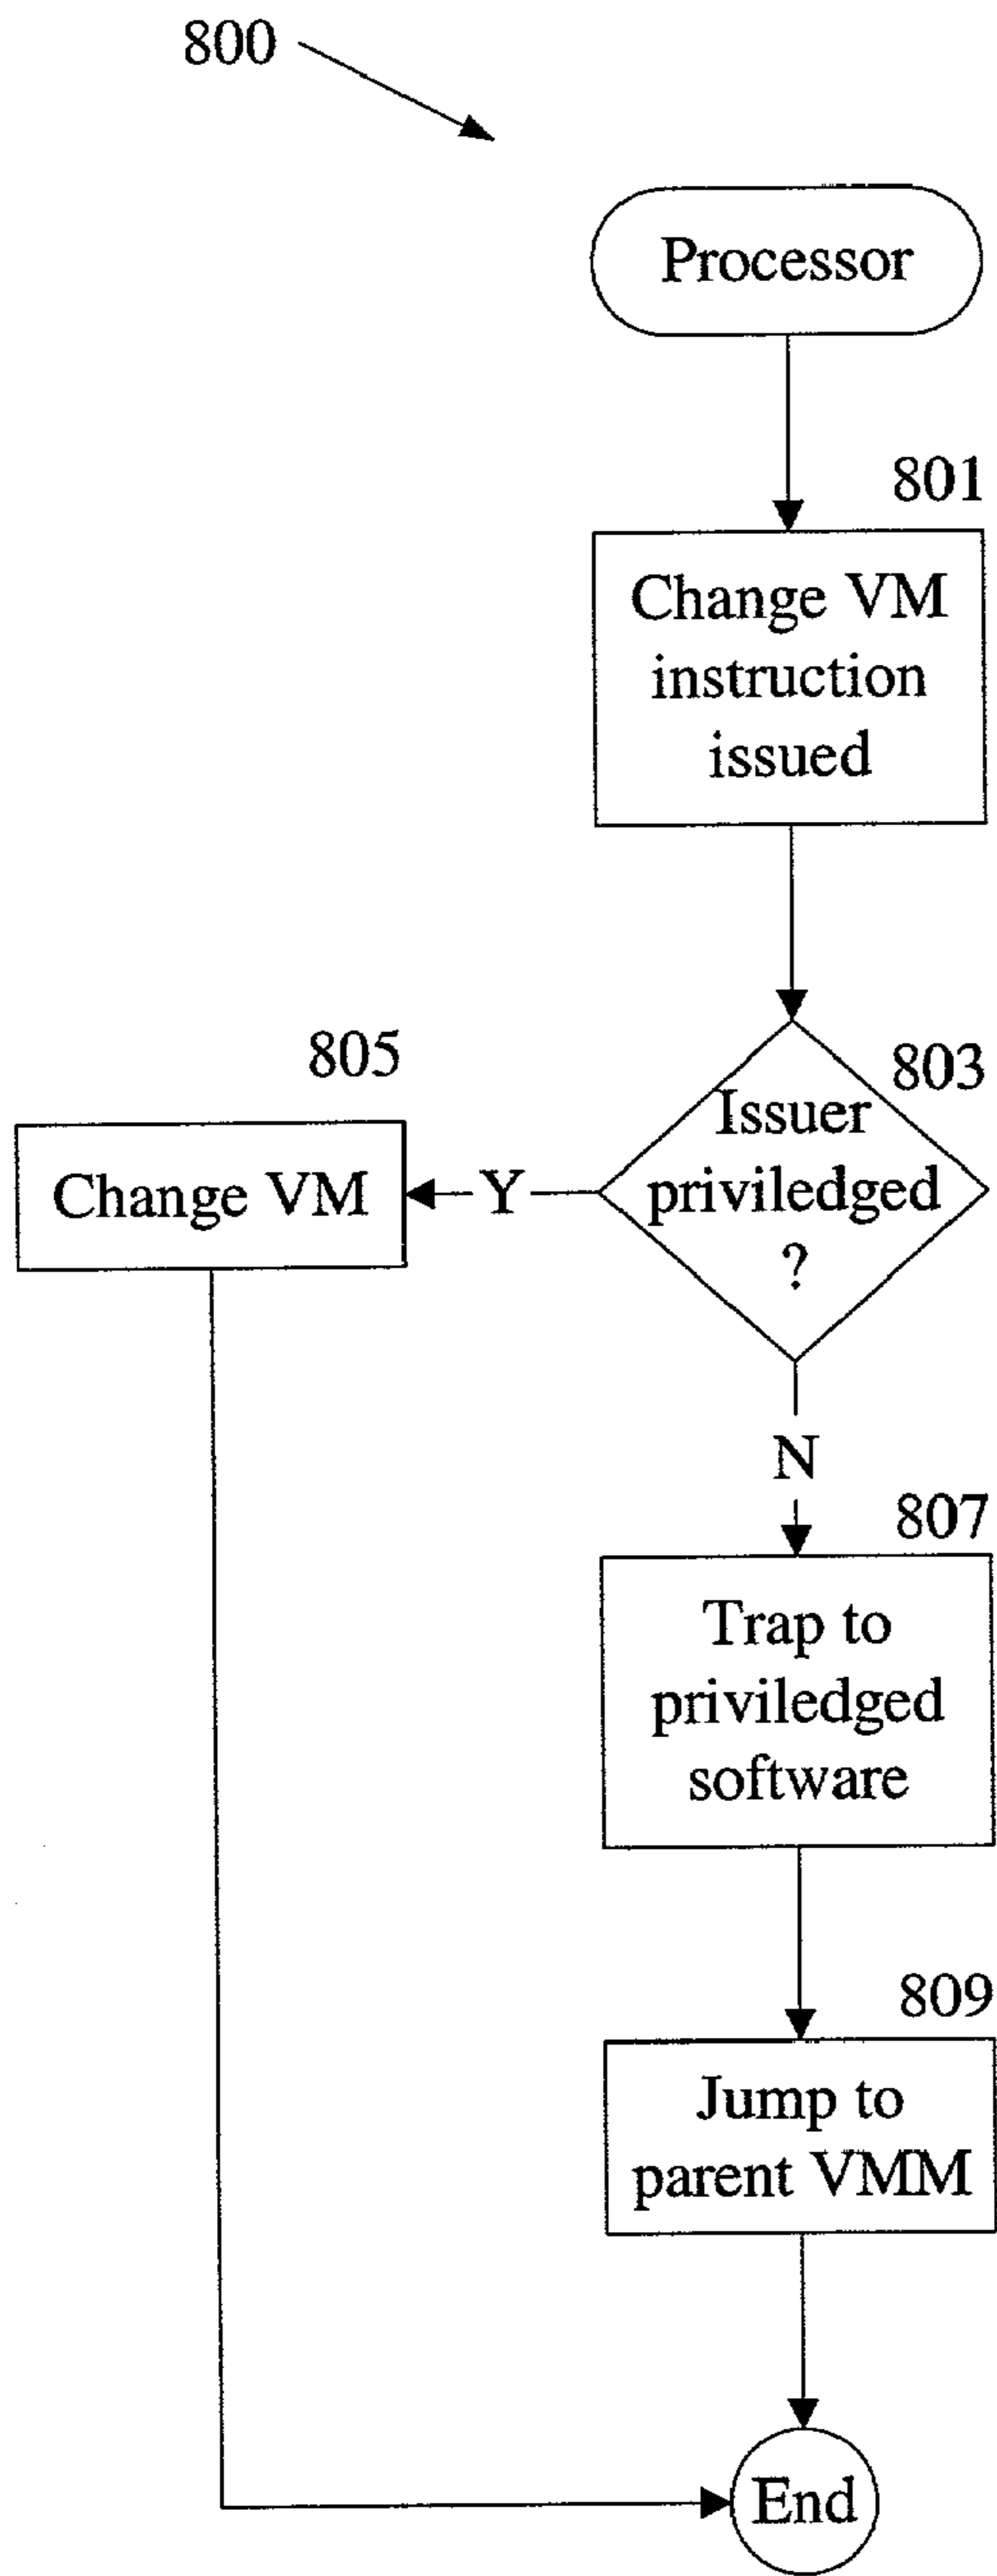 800
Processor
801
Change VM
instruction
issued
803
Issuer
priviledged
?
Y
805
Change VM
N
807
Trap to
priviledged
software
809
Jump to
parent VMM
End